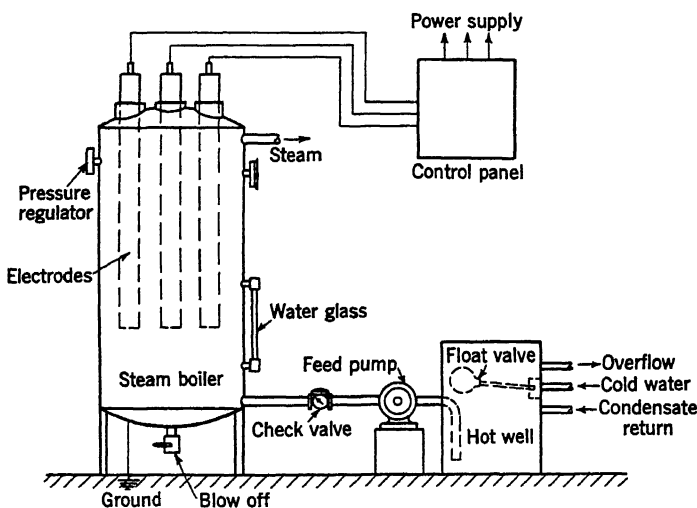 Power supply
Control panel
Steam
Pressure
regulator
Electrodes
Water glass
Steam boiler
Feed pump
Float valve
Overflow
Cold water
Condensate
return
Check valve
Hot well
Ground
Blow off